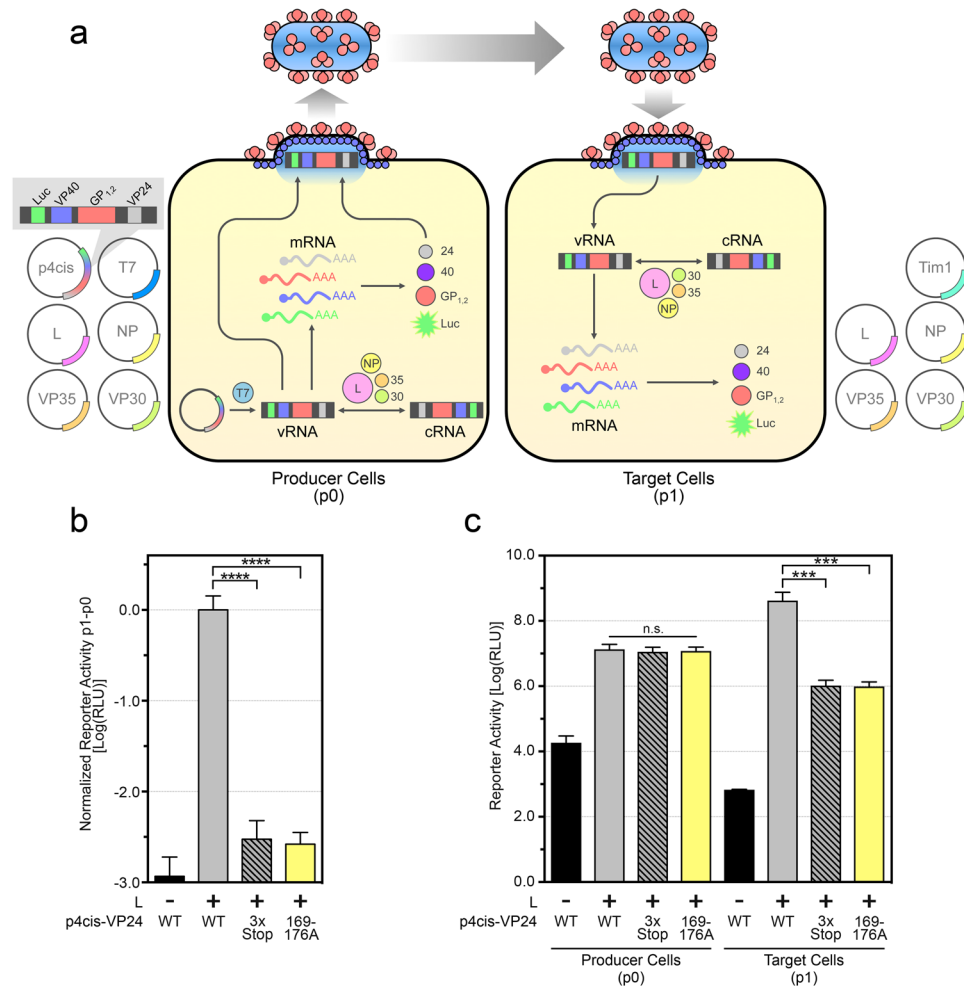 a
Luc VP40 GP1,2 VP24
p4cis T7
L NP
VP35 VP30
mRNA
AAA
AAA
AAA
AAA
24
40
GP1,2
Luc
NP
L 35
30
T7
vRNA cRNA
Producer Cells
(p0)
vRNA cRNA
L 30
35
NP
AAA
AAA
AAA
AAA
mRNA
24
40
GP1,2
Luc
Target Cells
(p1)
Tim1
L NP
VP35 VP30
b
Normalized Reporter Activity p1-p0
[Log(RLU)]
0.0
-1.0
-2.0
-3.0
****
****
L - + + +
p4cis-VP24 WT WT 3x 169-
Stop 176A
c
Reporter Activity [Log(RLU)]
10.0
8.0
6.0
4.0
2.0
0.0
n.s.
***
***
- + + + - + + +
WT WT 3x 169- WT WT 3x 169-
Stop 176A Stop 176A
Producer Cells Target Cells
(p0) (p1)